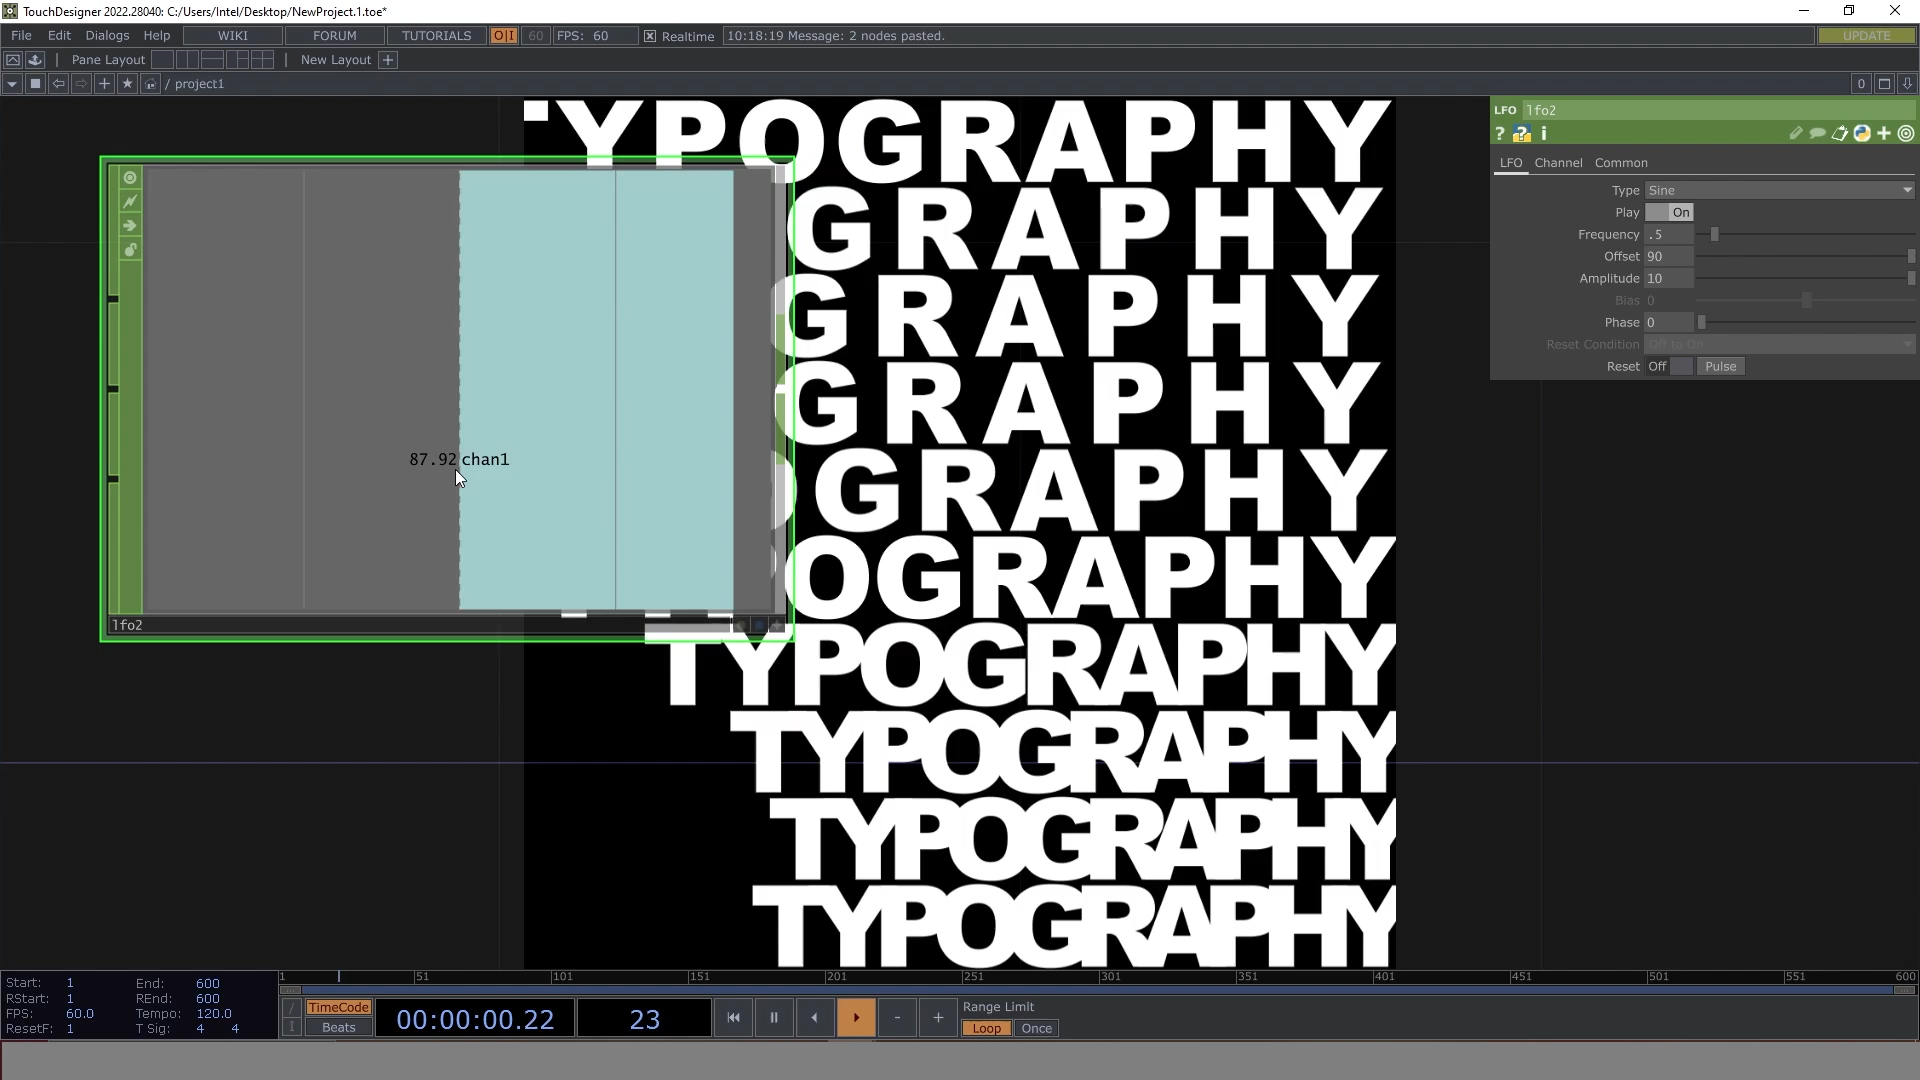 TouchDesigner 2022.28040: C:/Users/Intel/Desktop/NewProject.1.toe*
File Edit Dialogs Help WIKI FORUM TUTORIALS O|I 60 FPS: 60 Realtime 10:18:19 Message: 2 nodes pasted. UPDATE
Pane Layout New Layout +
/ project1 0
TYPOGRAPHY
GRAPHY
GRAPHY
GRAPHY
OGRAPHY
OGRAPHY
TYPOGRAPHY
TYPOGRAPHY
TYPOGRAPHY
TYPOGRAPHY
87.92 chan1
lfo2
LFO lfo2
? ? i
LFO Channel Common
Type Sine
Play On
Frequency .5
Offset 90
Amplitude 10
Bias 0
Phase 0
Reset Condition Off to On
Reset Off Pulse
1 51 101 151 201 251 301 351 401 451 501 551 600
Start: 1 End: 600
RStart: 1 REnd: 600
FPS: 60.0 Tempo: 120.0
ResetF: 1 T Sig: 4 4
TimeCode
Beats
00:00:00.22
23
- +
Range Limit
Loop Once